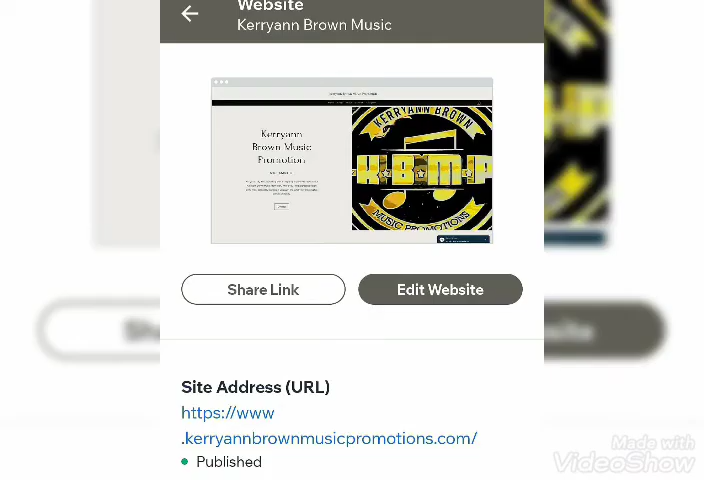 Website
Kerryann Brown Music
Kerryann
Brown Music
Promotion
KERRYANN BROWN
K.B.M.P
MUSIC PROMOTIONS
Share Link
Edit Website
Site Address (URL)
https://www
.kerryannbrownmusicpromotions.com/
Published
Made with
VideoShow